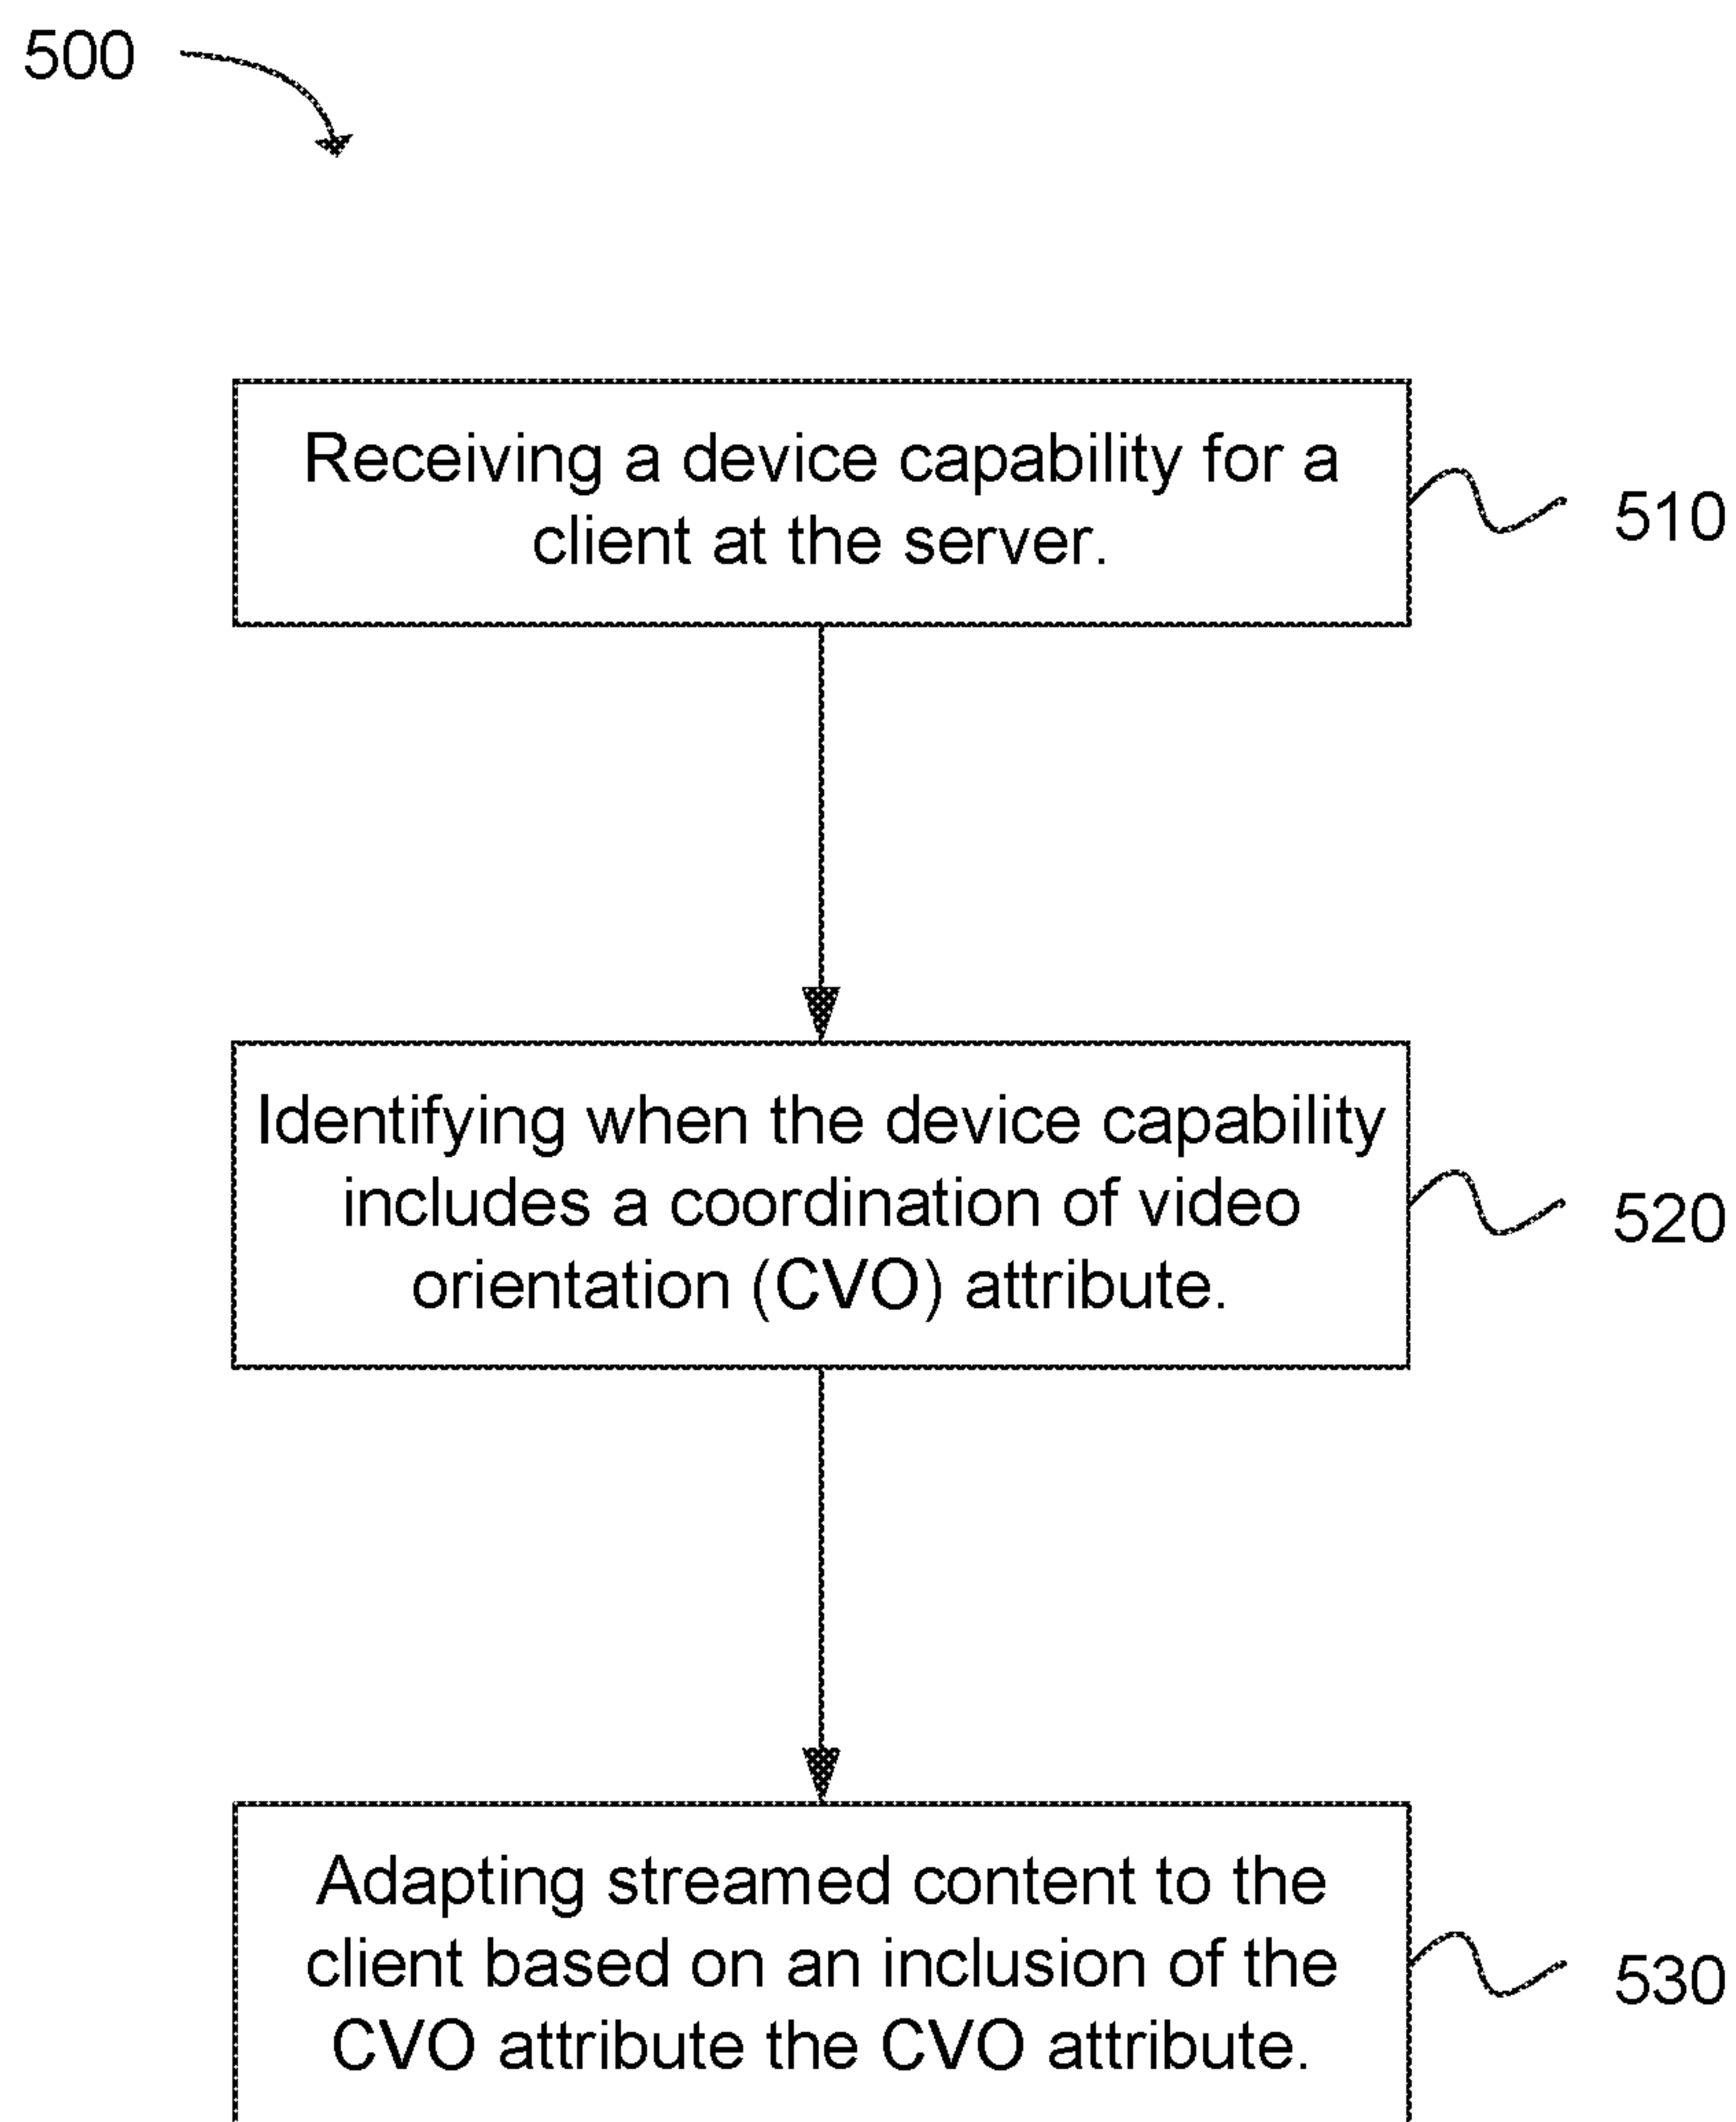 500
Receiving a device capability for a
client at the server.
510
Identifying when the device capability
includes a coordination of video
orientation (CVO) attribute.
520
Adapting streamed content to the
client based on an inclusion of the
CVO attribute the CVO attribute.
530